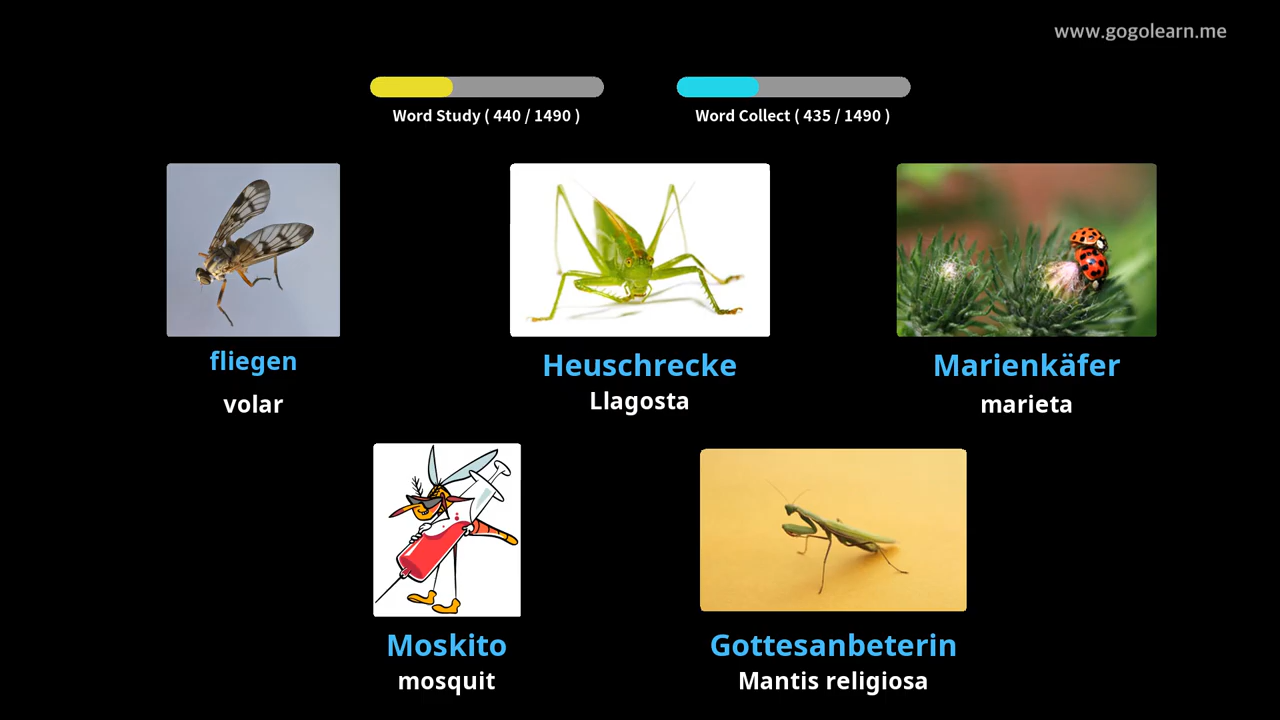 www.gogolearn.me
Word Study ( 440 / 1490 )
Word Collect ( 435 / 1490 )
fliegen
volar
Heuschrecke
Llagosta
Marienkäfer
marieta
Moskito
mosquit
Gottesanbeterin
Mantis religiosa